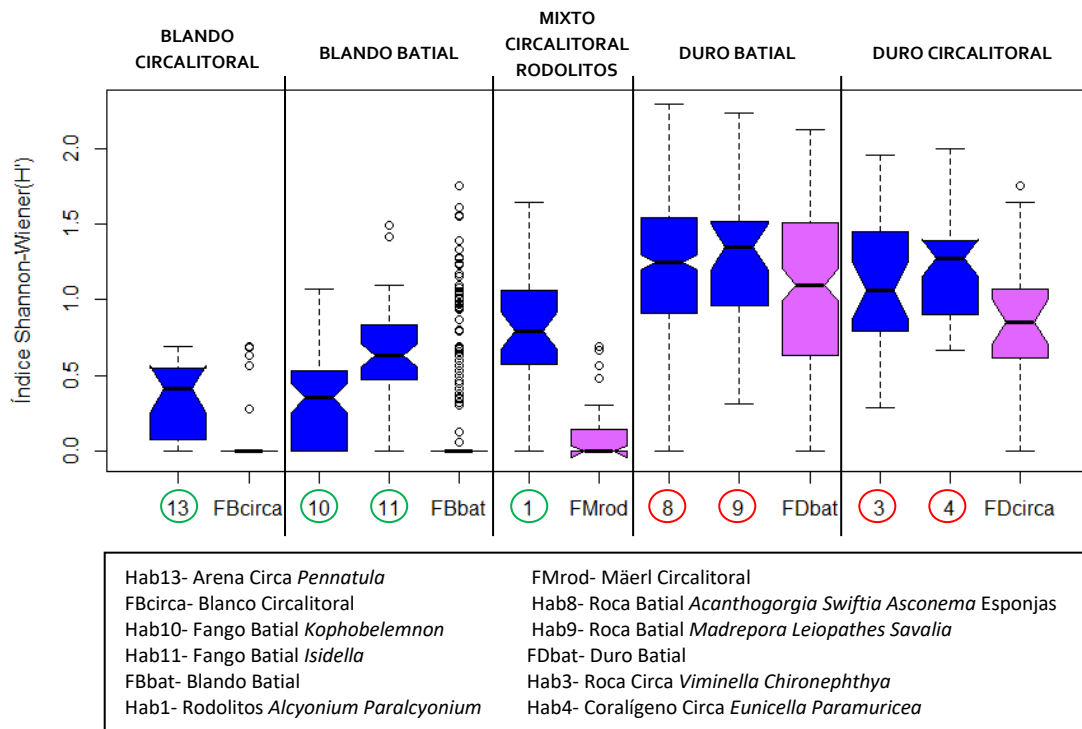 BLANDO
CIRCALITORAL
BLANDO BATIAL
MIXTO
CIRCALITORAL
RODOLITOS
DURO BATIAL
DURO CIRCALITORAL
Índice Shannon-Wiener(H')
2.0
1.5
1.0
0.5
0.0
13 FBcirca 10 11 FBbat 1 FMrod 8 9 FDbat 3 4 FDcirca
Hab13- Arena Circa Pennatula
FBcirca- Blanco Circalitoral
Hab10- Fango Batial Kophobelemnon
Hab11- Fango Batial Isidella
FBbat- Blando Batial
Hab1- Rodolitos Alcyonium Paralcyonium
FMrod- Mäerl Circalitoral
Hab8- Roca Batial Acanthogorgia Swiftia Asconema Esponjas
Hab9- Roca Batial Madrepora Leiopathes Savalia
FDbat- Duro Batial
Hab3- Roca Circa Viminella Chironephthya
Hab4- Coralígeno Circa Eunicella Paramuricea